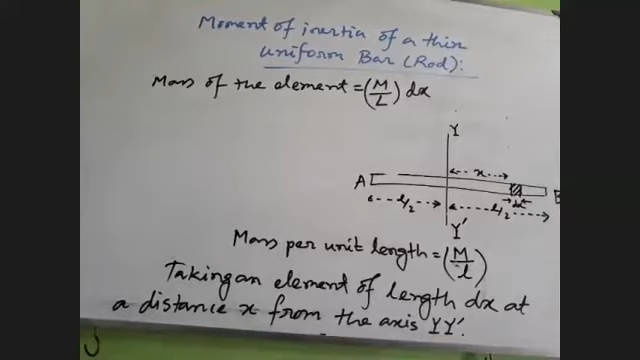 Moment of inertia of a thin
uniform Bar (Rod):
Mass of the element = (M/L) dx
Y
x
A
B
dx
l/2
l/2
Y'
Mass per unit length = (M/l)
Taking an element of length dx at
a distance x from the axis YY'.